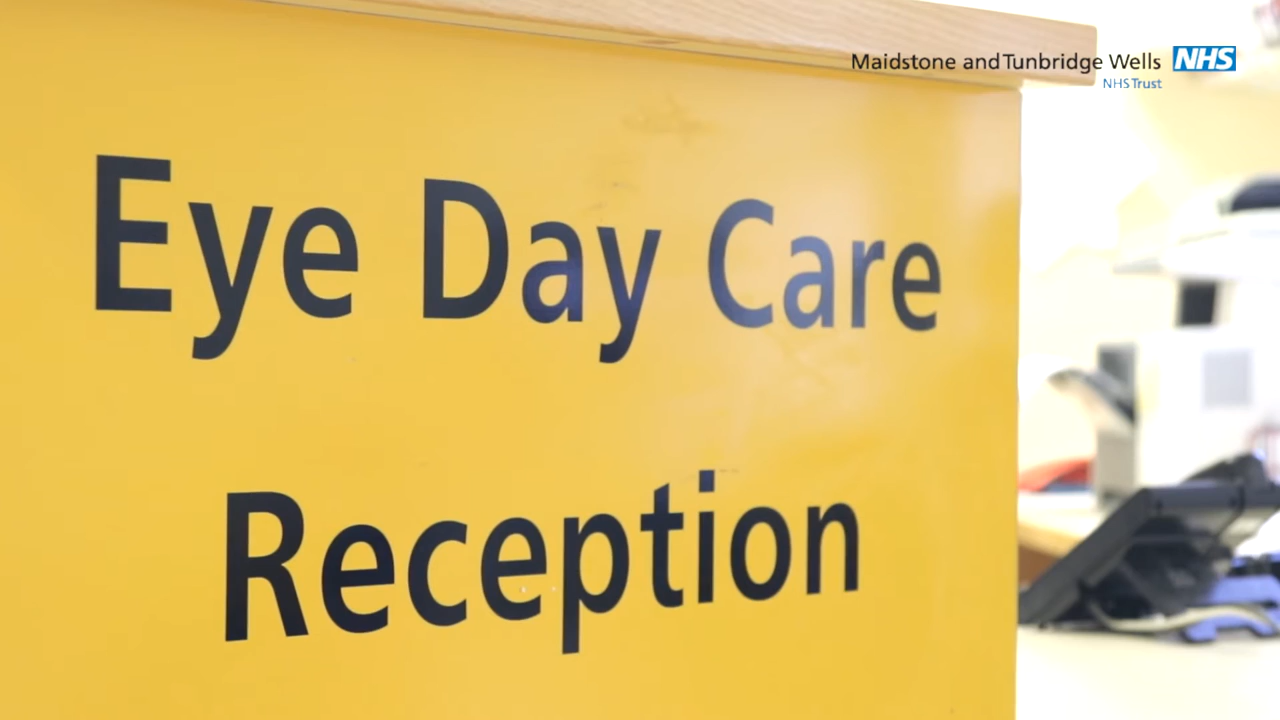 Maidstone and Tunbridge Wells NHS
NHS Trust
Eye Day Care
Reception